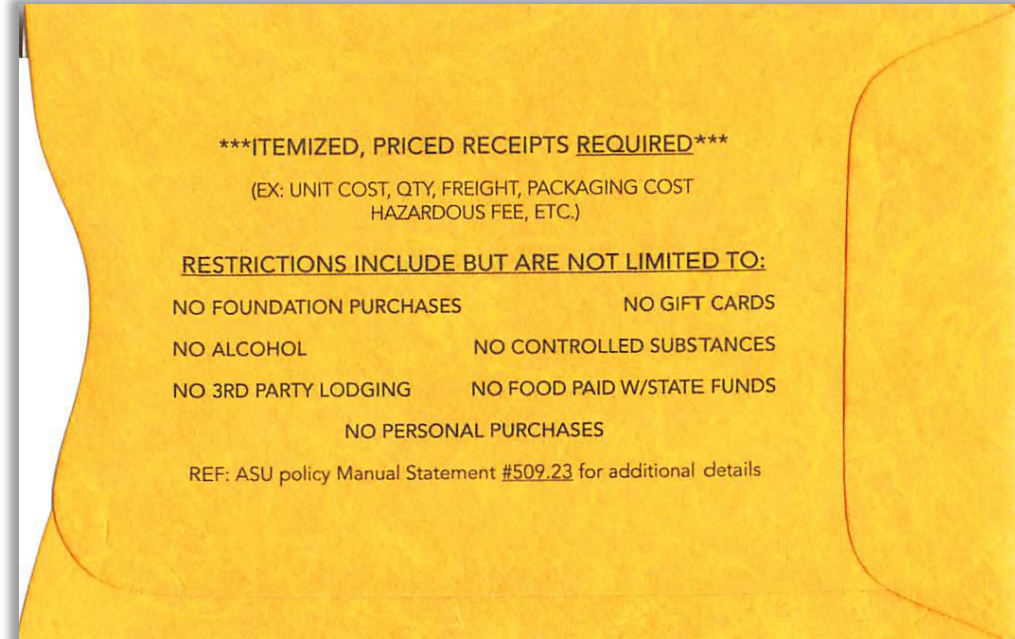 ***ITEMIZED, PRICED RECEIPTS REQUIRED***
(EX: UNIT COST, QTY, FREIGHT, PACKAGING COST
HAZARDOUS FEE, ETC.)
RESTRICTIONS INCLUDE BUT ARE NOT LIMITED TO:
NO FOUNDATION PURCHASES NO GIFT CARDS
NO ALCOHOL NO CONTROLLED SUBSTANCES
NO 3RD PARTY LODGING NO FOOD PAID W/STATE FUNDS
NO PERSONAL PURCHASES
REF: ASU policy Manual Statement #509.23 for additional details